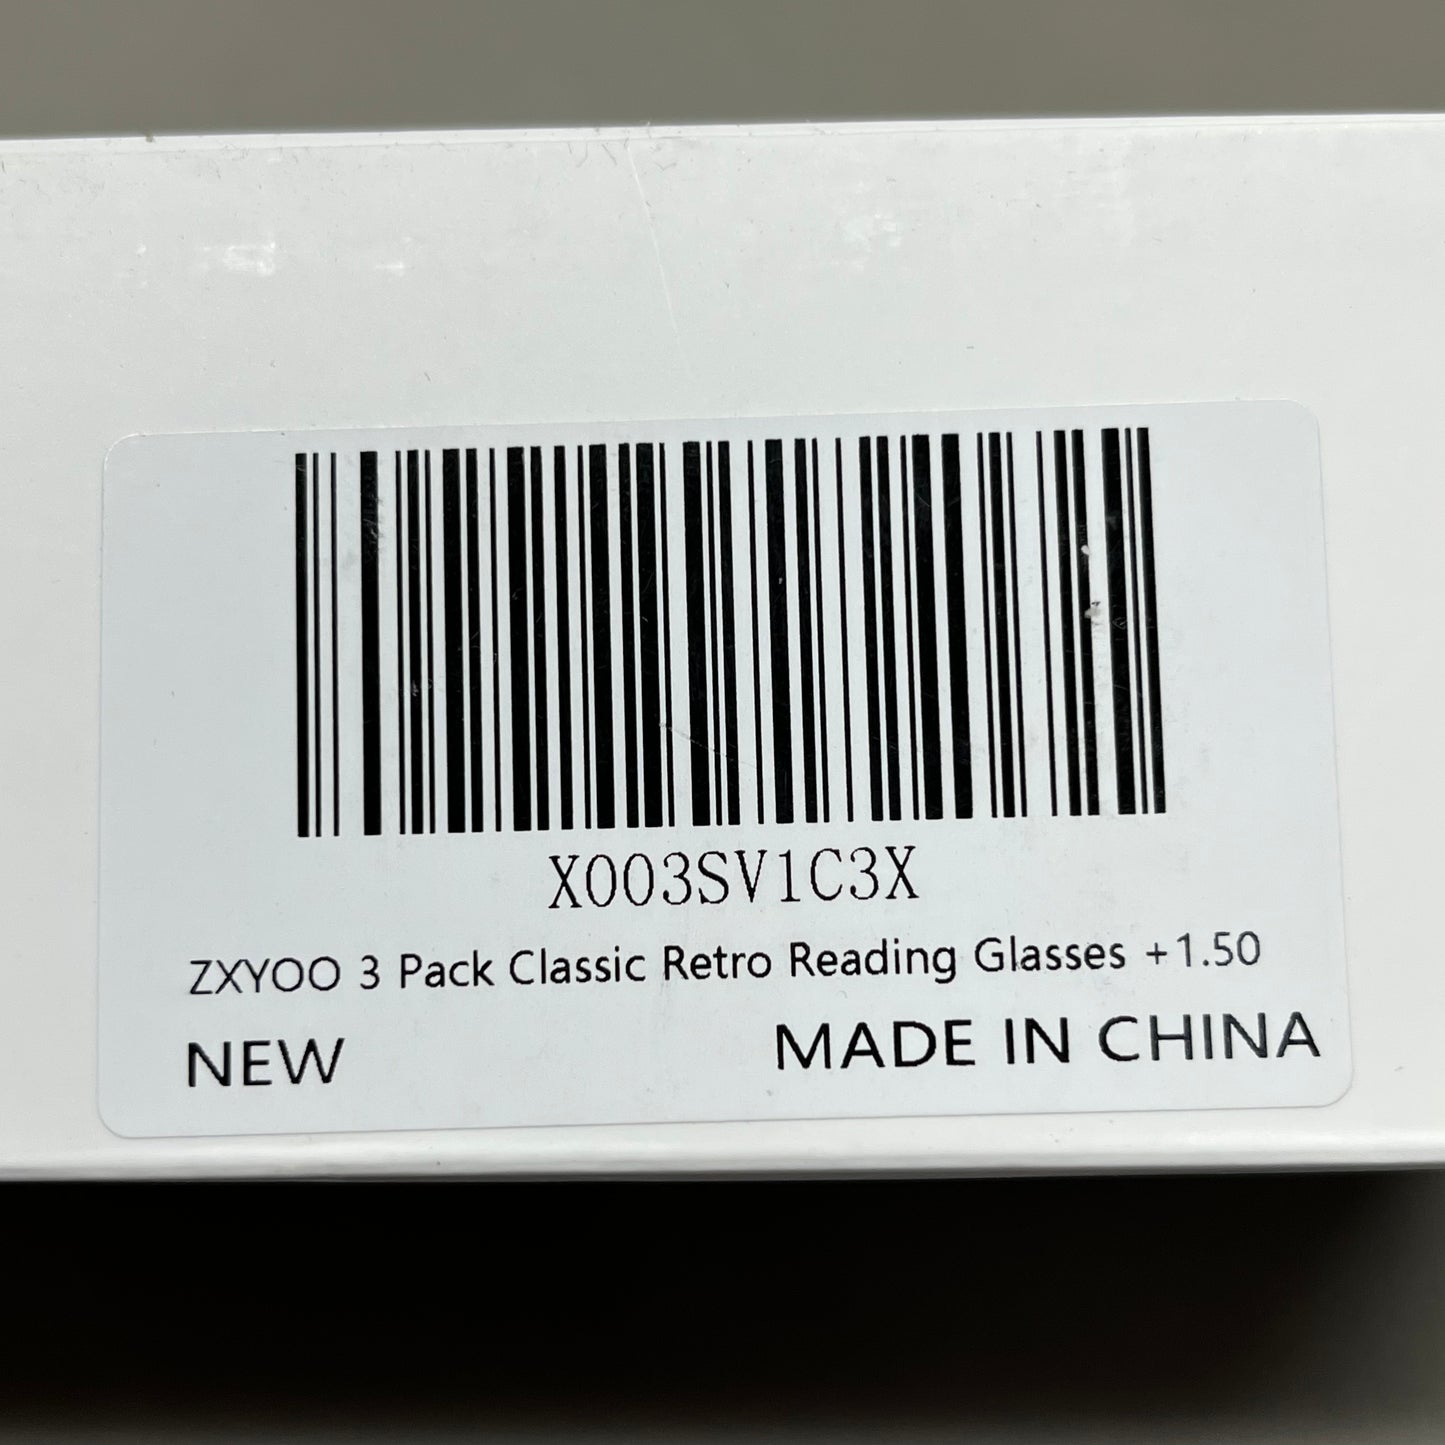 X003SV1C3X
ZXYOO 3 Pack Classic Retro Reading Glasses +1.50
NEW MADE IN CHINA